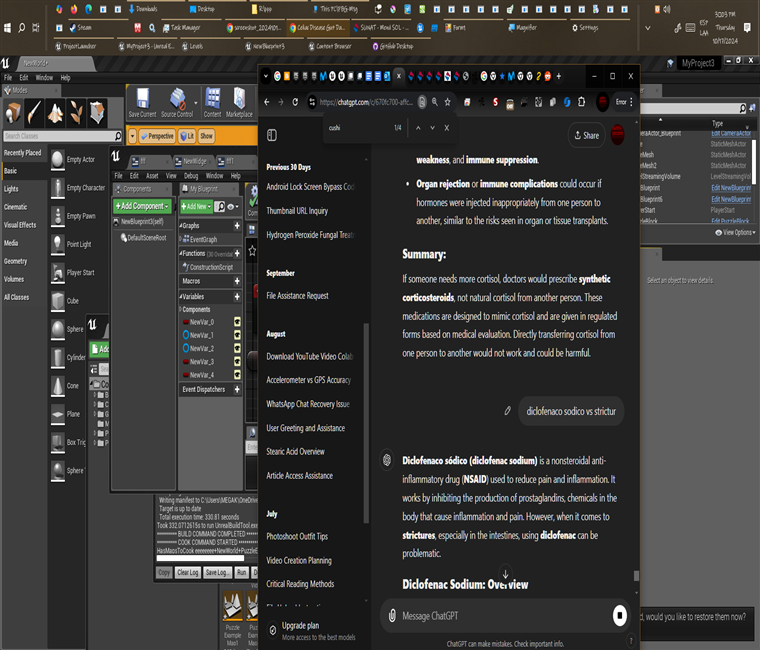 Downloads
Desktop
Ripp
Steam
Task Manager
Forms
Magnifier
Settings
ESP
LAA
Thursday
10/17/2024
ProjectLauncher
MyProject3 - Unreal E...
Levels
newBlueprint3
Content Browser
GitHub Desktop
NewWorld*
MyProject3
File Edit Window Help
Modes
Search Classes
Recently Placed
Basic
Lights
Cinematic
Visual Effects
Media
Geometry
Volumes
All Classes
Empty Actor
Empty Character
Empty Pawn
Point Light
Player Start
Cube
Sphere
Cylinder
Cone
Plane
Box Trig
Sphere
Save Current
Source Control
Content
Marketplace
Perspective
Lit
Show
fff
NewWidge
fff1
File Edit Asset View Debug Window Help
Components
+ Add Component
NewBlueprint3(self)
DefaultSceneRoot
My Blueprint
+ Add New
Graphs
EventGraph
Functions
ConstructionScript
Macros
Variables
Components
NewVar_0
NewVar_1
NewVar_2
NewVar_3
NewVar_4
Event Dispatchers
Writing manifest to C:\Users\MEGAK\OneDriv
Target is up to date
Total execution time: 330.81 seconds
Took 332.0712615s to run UnrealBuildTool.ex
======== BUILD COMMAND COMPLETED ====
======== COOK COMMAND STARTED ====
Copy
Clear Log
Save Log...
Run
Puzzle
Example
Map1
https://chatgpt.com/c/670fc700-affc...
Error
cushi
1/4
Share
Previous 30 Days
Android Lock Screen Bypass Coo
Thumbnail URL Inquiry
Hydrogen Peroxide Fungal Treat
September
File Assistance Request
August
Download YouTube Video Colab
Accelerometer vs GPS Accuracy
WhatsApp Chat Recovery Issue
User Greeting and Assistance
Stearic Acid Overview
Article Access Assistance
July
Photoshoot Outfit Tips
Video Creation Planning
Critical Reading Methods
Upgrade plan
More access to the best models
weakness, and immune suppression.
Organ rejection or immune complications could occur if
hormones were injected inappropriately from one person to
another, similar to the risks seen in organ or tissue transplants.
Summary:
If someone needs more cortisol, doctors would prescribe synthetic
corticosteroids, not natural cortisol from another person. These
medications are designed to mimic cortisol and are given in regulated
forms based on medical evaluation. Directly transferring cortisol from
one person to another would not work and could be harmful.
diclofenaco sodico vs strictur
Diclofenaco sódico (diclofenac sodium) is a nonsteroidal anti-
inflammatory drug (NSAID) used to reduce pain and inflammation. It
works by inhibiting the production of prostaglandins, chemicals in the
body that cause inflammation and pain. However, when it comes to
strictures, especially in the intestines, using diclofenac can be
problematic.
Diclofenac Sodium: Overview
Message ChatGPT
ChatGPT can make mistakes. Check important info.
Type
Edit CameraActor
StaticMeshActor
StaticMeshActor
LevelStreamingVolume
Edit NewBlueprint
Edit NewBlueprint
PlayerStart
Edit PuzzleBlock
View Options
Select an object to view details.
would you like to restore them now?